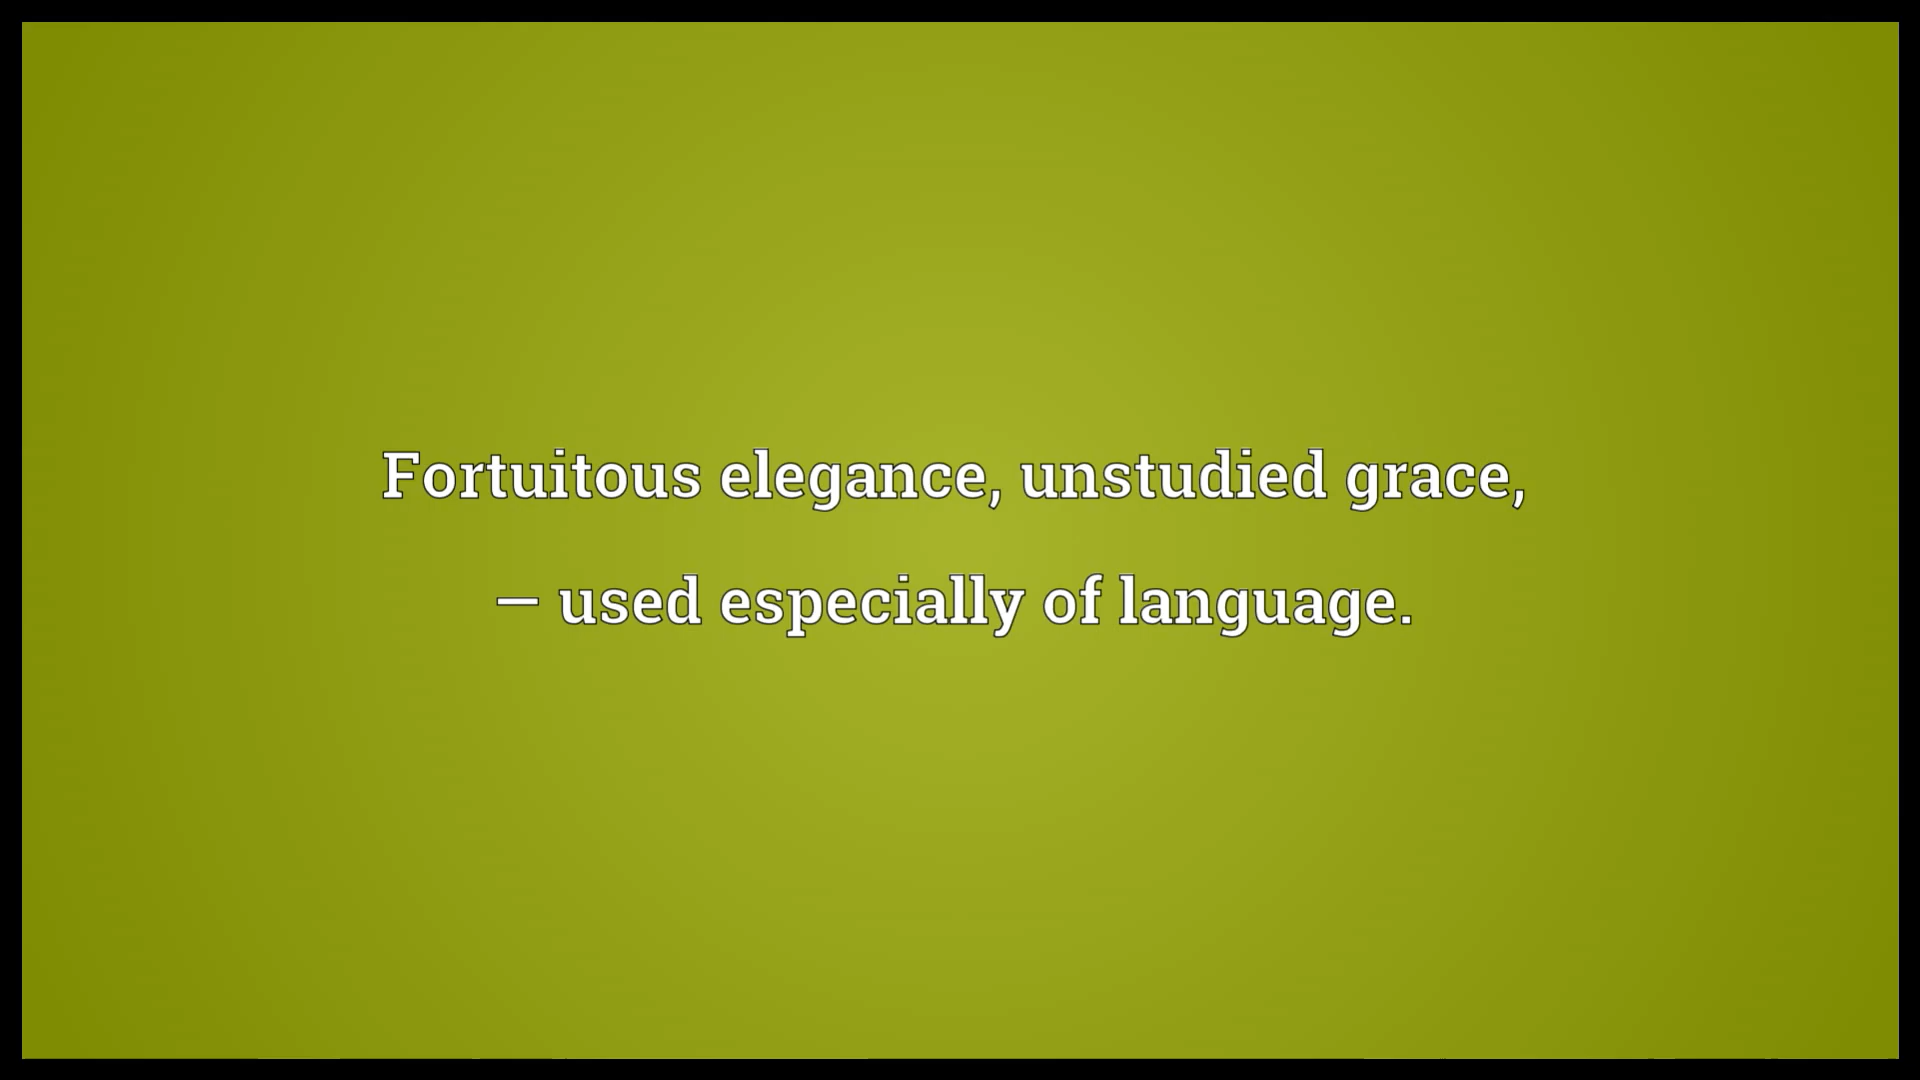 Fortuitous elegance, unstudied grace,
— used especially of language.